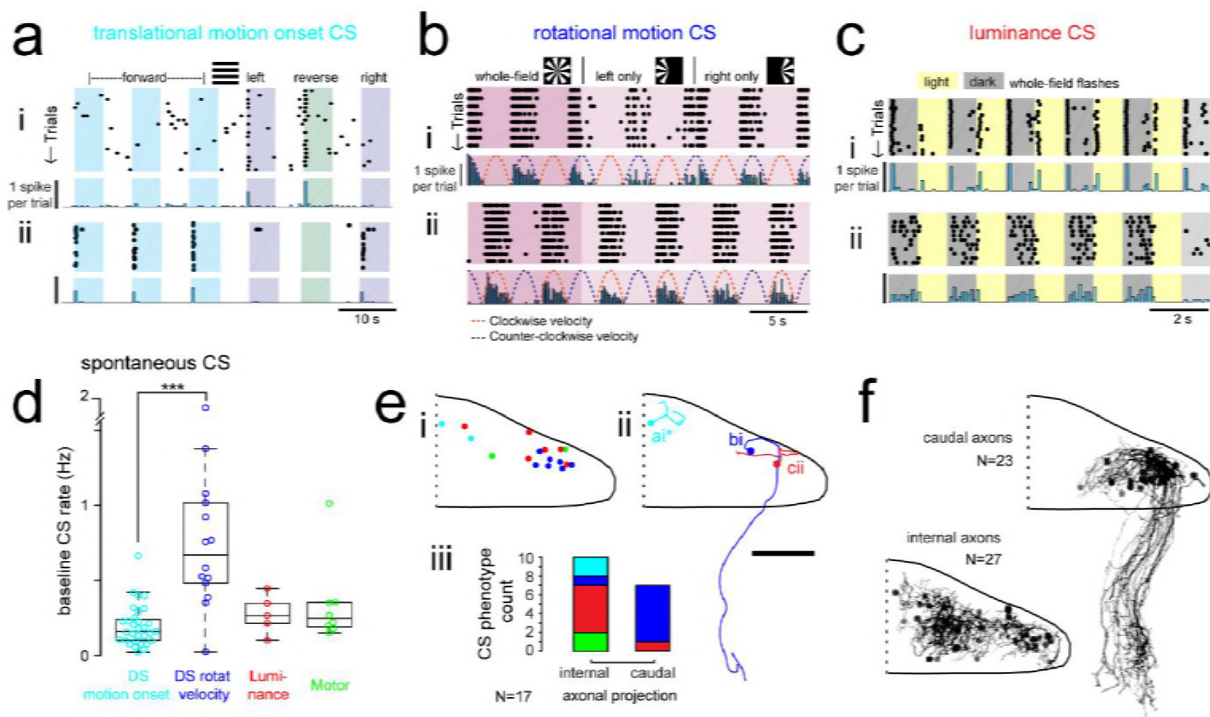 a
translational motion onset CS
|-------forward--------|
left
reverse
right
i
Trials
1 spike
per trial
ii
10 s
b
rotational motion CS
whole-field
left only
right only
i
Trials
1 spike
per trial
ii
5 s
--- Clockwise velocity
--- Counter-clockwise velocity
c
luminance CS
light
dark
whole-field flashes
i
Trials
1 spike
per trial
ii
2 s
spontaneous CS
d
***
2
1
0
baseline CS rate (Hz)
DS
motion onset
DS rotat
velocity
Lumi-
nance
Motor
e
i
ii
ai*
bi
cii
iii
CS phenotype
count
10
8
6
4
2
0
internal
caudal
N=17
axonal projection
f
caudal axons
N=23
internal axons
N=27